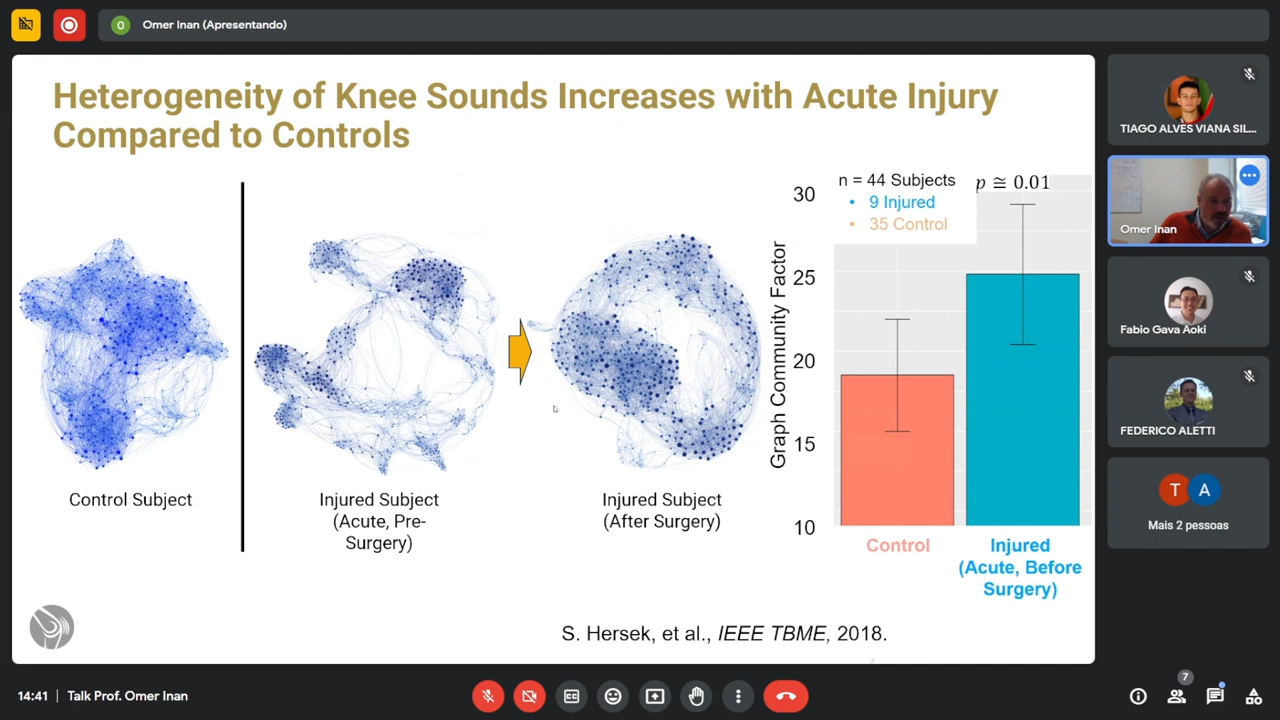 O
Omer Inan (Apresentando)
Heterogeneity of Knee Sounds Increases with Acute Injury
Compared to Controls
Control Subject
Injured Subject
(Acute, Pre-
Surgery)
Injured Subject
(After Surgery)
n = 44 Subjects
• 9 Injured
• 35 Control
p ≅ 0.01
Graph Community Factor
30
25
20
15
10
Control
Injured
(Acute, Before
Surgery)
S. Hersek, et al., IEEE TBME, 2018.
TIAGO ALVES VIANA SIL...
Omer Inan
Fabio Gava Aoki
FEDERICO ALETTI
T A
Mais 2 pessoas
14:41 | Talk Prof. Omer Inan
CC
7